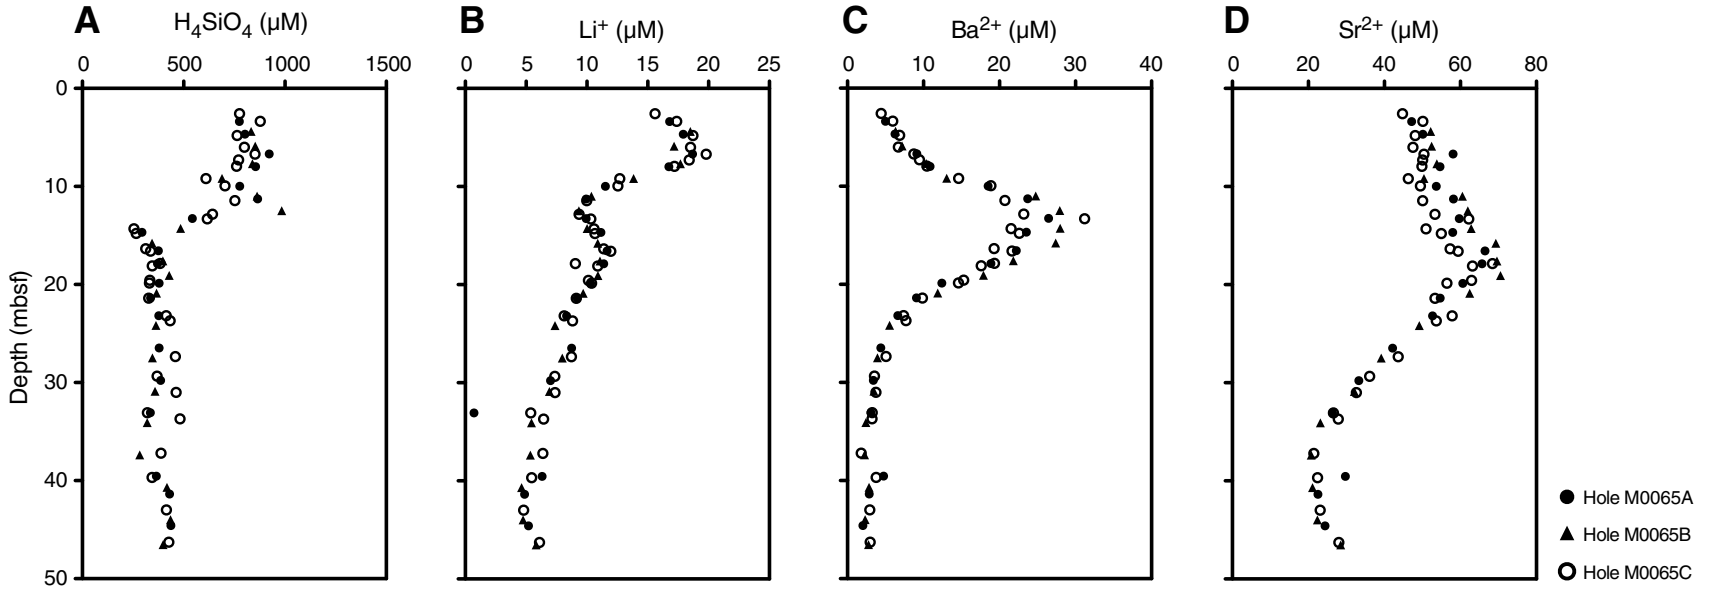 A
H₄SiO₄ (µM)
0 500 1000 1500
B
Li⁺ (µM)
0 5 10 15 20 25
C
Ba²⁺ (µM)
0 10 20 30 40
D
Sr²⁺ (µM)
0 20 40 60 80
Depth (mbsf)
0
10
20
30
40
50
Hole M0065A
Hole M0065B
Hole M0065C